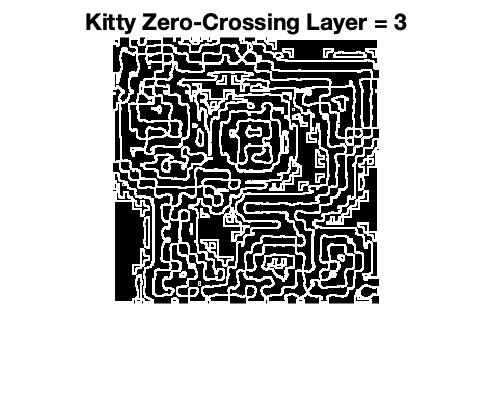 Kitty Zero-Crossing Layer = 3